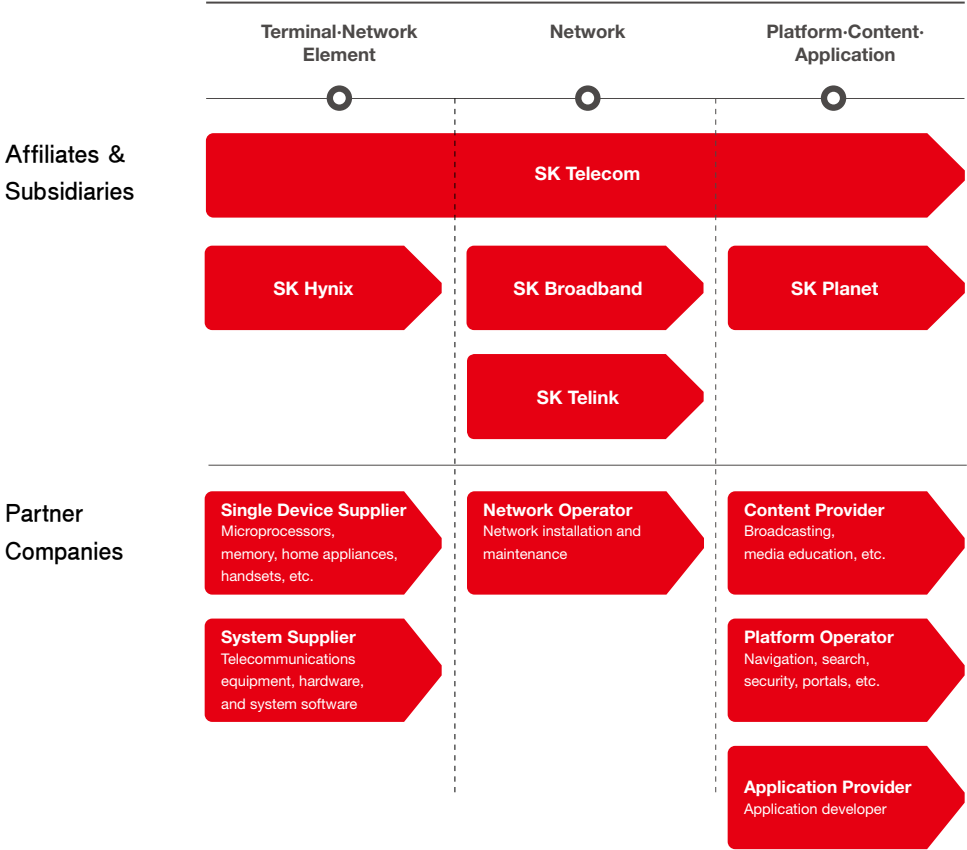 Terminal·Network
Element
Network
Platform·Content·
Application
Affiliates &
Subsidiaries
SK Telecom
SK Hynix
SK Broadband
SK Planet
SK Telink
Partner
Companies
Single Device Supplier
Microprocessors,
memory, home appliances,
handsets, etc.
Network Operator
Network installation and
maintenance
Content Provider
Broadcasting,
media education, etc.
System Supplier
Telecommunications
equipment, hardware,
and system software
Platform Operator
Navigation, search,
security, portals, etc.
Application Provider
Application developer